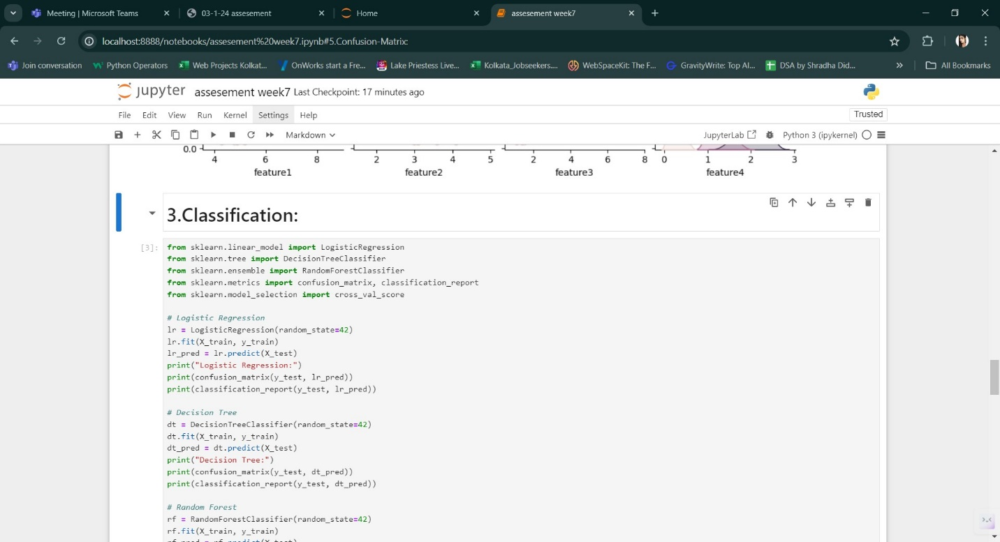 Meeting | Microsoft Teams
03-1-24 assesement
Home
assesement week7
localhost:8888/notebooks/assesement%20week7.ipynb#5.Confusion-Matrix:
Join conversation
Python Operators
Web Projects Kolkat...
OnWorks start a Fre...
Lake Priestess Live...
Kolkata_Jobseekers....
WebSpaceKit: The F...
GravityWrite: Top AI...
DSA by Shradha Did...
All Bookmarks
jupyter assesement week7 Last Checkpoint: 17 minutes ago
File Edit View Run Kernel Settings Help
Trusted
Markdown
JupyterLab
Python 3 (ipykernel)
0.0
4 6 8 2 3 4 5 2 4 6 8 0 1 2 3
feature1 feature2 feature3 feature4
3.Classification:
[3]:
from sklearn.linear_model import LogisticRegression
from sklearn.tree import DecisionTreeClassifier
from sklearn.ensemble import RandomForestClassifier
from sklearn.metrics import confusion_matrix, classification_report
from sklearn.model_selection import cross_val_score
# Logistic Regression
lr = LogisticRegression(random_state=42)
lr.fit(X_train, y_train)
lr_pred = lr.predict(X_test)
print("Logistic Regression:")
print(confusion_matrix(y_test, lr_pred))
print(classification_report(y_test, lr_pred))
# Decision Tree
dt = DecisionTreeClassifier(random_state=42)
dt.fit(X_train, y_train)
dt_pred = dt.predict(X_test)
print("Decision Tree:")
print(confusion_matrix(y_test, dt_pred))
print(classification_report(y_test, dt_pred))
# Random Forest
rf = RandomForestClassifier(random_state=42)
rf.fit(X_train, y_train)
rf_pred = rf.predict(X_test)